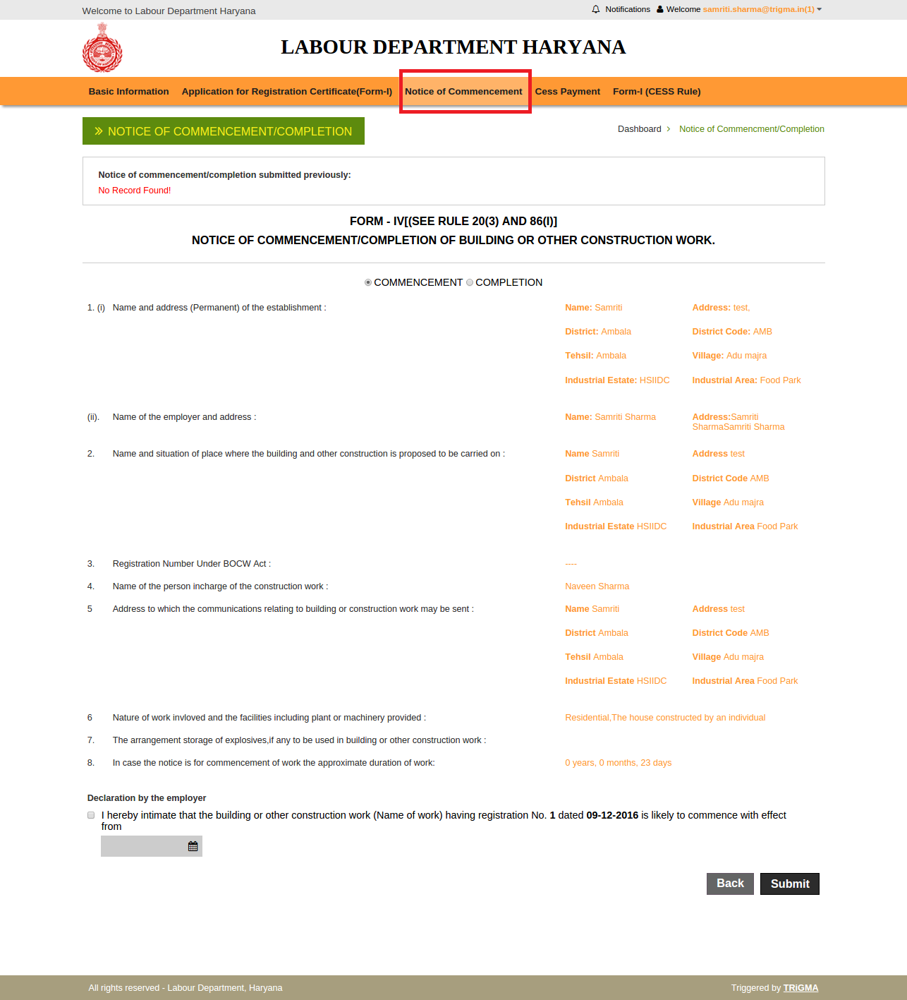 Welcome to Labour Department Haryana
Notifications Welcome samriti.sharma@trigma.in(1)
LABOUR DEPARTMENT HARYANA
Basic Information Application for Registration Certificate(Form-I) Notice of Commencement Cess Payment Form-I (CESS Rule)
» NOTICE OF COMMENCEMENT/COMPLETION
Dashboard > Notice of Commencment/Completion
Notice of commencement/completion submitted previously:
No Record Found!
FORM - IV[(SEE RULE 20(3) AND 86(I)]
NOTICE OF COMMENCEMENT/COMPLETION OF BUILDING OR OTHER CONSTRUCTION WORK.
COMMENCEMENT COMPLETION
1. (i) Name and address (Permanent) of the establishment : Name: Samriti Address: test,
District: Ambala District Code: AMB
Tehsil: Ambala Village: Adu majra
Industrial Estate: HSIIDC Industrial Area: Food Park
(ii). Name of the employer and address : Name: Samriti Sharma Address:Samriti
SharmaSamriti Sharma
2. Name and situation of place where the building and other construction is proposed to be carried on : Name Samriti Address test
District Ambala District Code AMB
Tehsil Ambala Village Adu majra
Industrial Estate HSIIDC Industrial Area Food Park
3. Registration Number Under BOCW Act : ----
4. Name of the person incharge of the construction work : Naveen Sharma
5 Address to which the communications relating to building or construction work may be sent : Name Samriti Address test
District Ambala District Code AMB
Tehsil Ambala Village Adu majra
Industrial Estate HSIIDC Industrial Area Food Park
6 Nature of work invloved and the facilities including plant or machinery provided : Residential,The house constructed by an individual
7. The arrangement storage of explosives,if any to be used in building or other construction work :
8. In case the notice is for commencement of work the approximate duration of work: 0 years, 0 months, 23 days
Declaration by the employer
I hereby intimate that the building or other construction work (Name of work) having registration No. 1 dated 09-12-2016 is likely to commence with effect
from
Back Submit
All rights reserved - Labour Department, Haryana
Triggered by TRiGMA